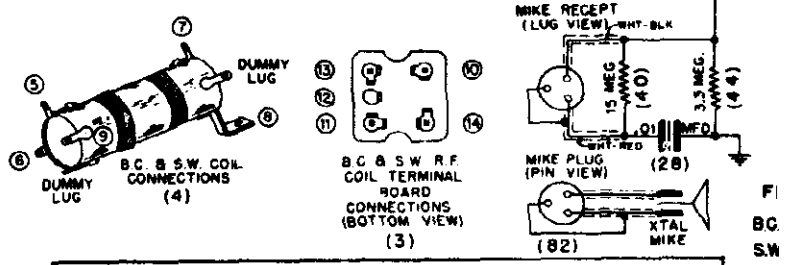 7
5
DUMMY
LUG
8
9
6
DUMMY
LUG
B.C. & S.W. COIL
CONNECTIONS
(4)
13
10
12
11
14
B.C. & S.W. R.F.
COIL TERMINAL
BOARD
CONNECTIONS
(BOTTOM VIEW)
(3)
MIKE RECEPT
(LUG VIEW)
WHT-BLK
15 MEG
(40)
3.3 MEG.
(44)
.01 MFD
WHT-RED
(28)
MIKE PLUG
(PIN VIEW)
XTAL
MIKE
(82)
F
B.C.
S.W